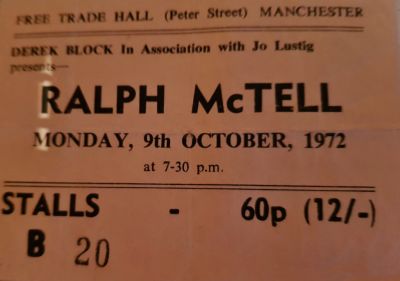 FREE TRADE HALL (Peter Street) MANCHESTER
DEREK BLOCK In Association with Jo Lustig
presents—
RALPH McTELL
MONDAY, 9th OCTOBER, 1972
at 7-30 p.m.
STALLS - 60p (12/-)
B 20